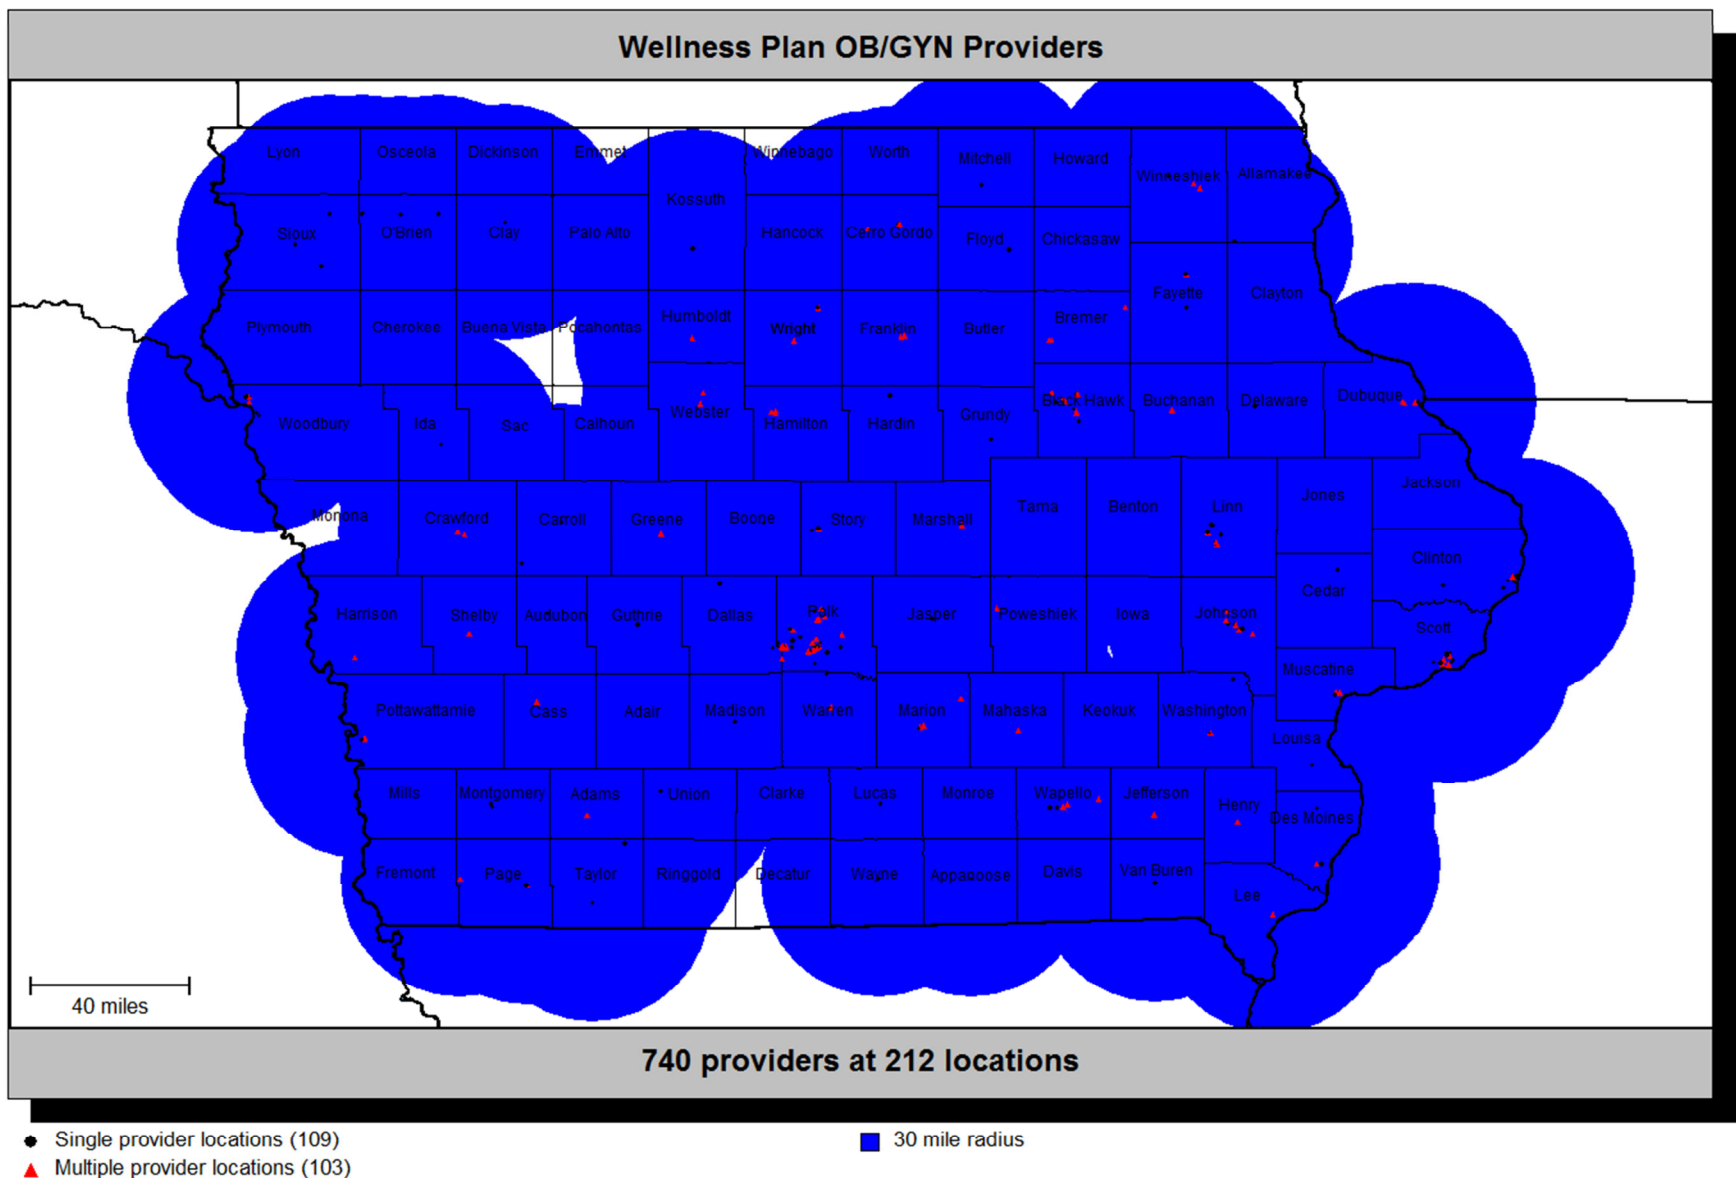 Wellness Plan OB/GYN Providers
Lyon Osceola Dickinson Emmet Winnebago Worth Mitchell Howard Winneshiek Allamakee
Kossuth
Sioux O'Brien Clay Palo Alto Hancock Cerro Gordo Floyd Chickasaw
Fayette Clayton
Plymouth Cherokee Buena Vista Pocahontas Humboldt Wright Franklin Butler Bremer
Woodbury Ida Sac Calhoun Webster Hamilton Hardin Grundy Black Hawk Buchanan Delaware Dubuque
Monona Crawford Carroll Greene Boone Story Marshall Tama Benton Linn Jones Jackson
Clinton
Harrison Shelby Audubon Guthrie Dallas Polk Jasper Poweshiek Iowa Johnson Cedar
Scott
Muscatine
Pottawattamie Cass Adair Madison Warren Marion Mahaska Keokuk Washington
Louisa
Mills Montgomery Adams Union Clarke Lucas Monroe Wapello Jefferson Henry Des Moines
Fremont Page Taylor Ringgold Decatur Wayne Appanoose Davis Van Buren Lee
40 miles
740 providers at 212 locations
Single provider locations (109)
30 mile radius
Multiple provider locations (103)